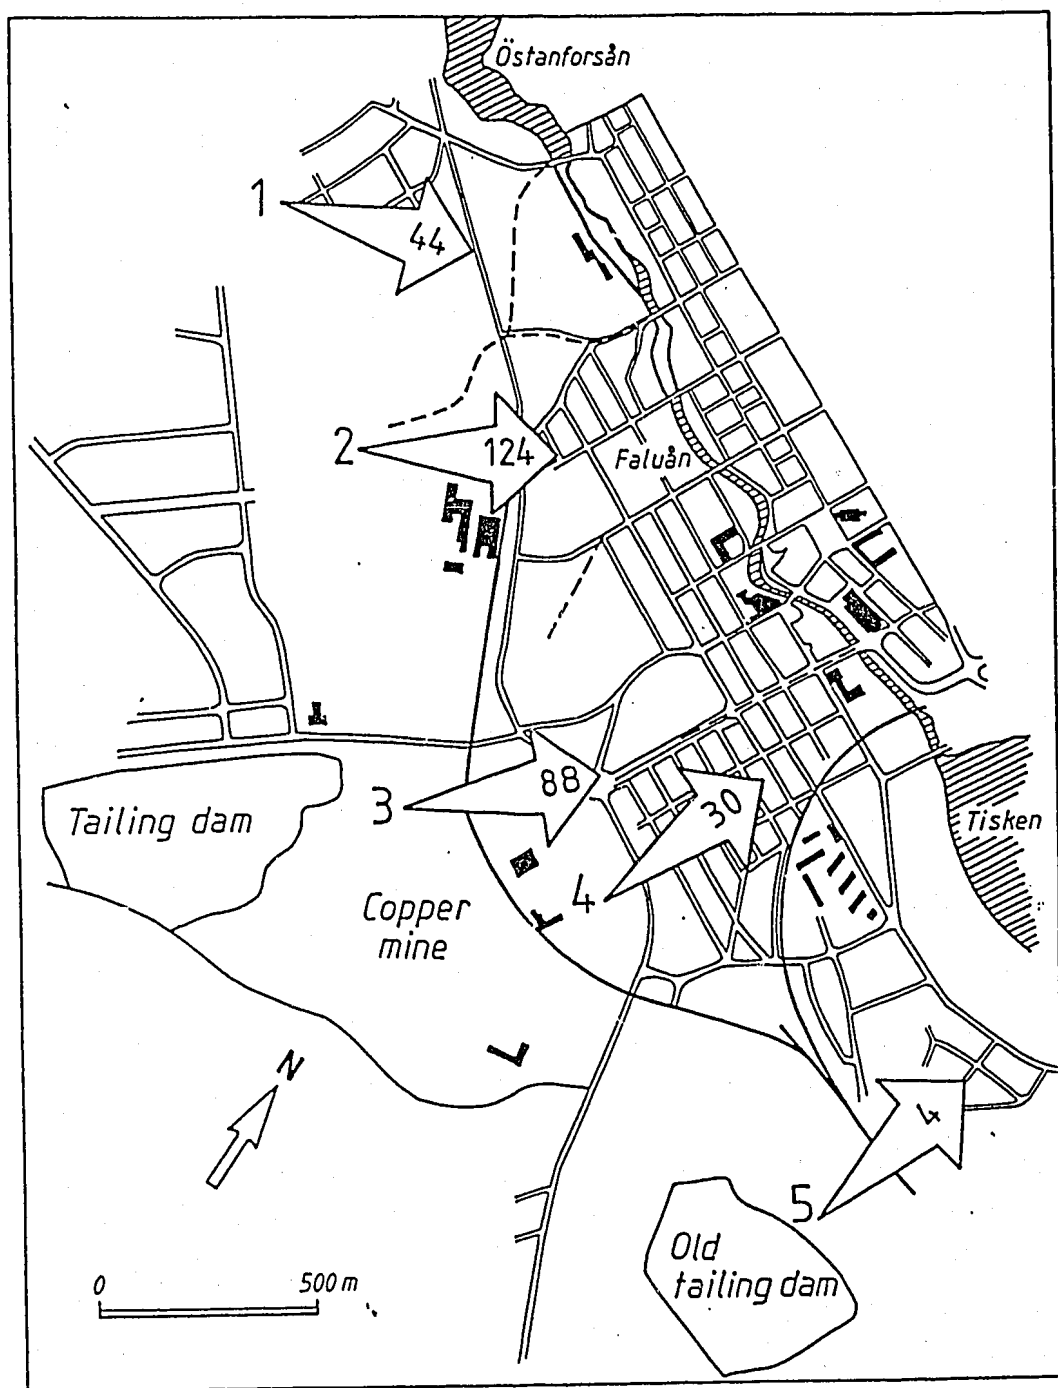 Östanforsån
1
44
2
124
Faluån
3
88
4
30
Tailing dam
Tisken
Copper
mine
N
4
5
Old
tailing dam
0 500 m